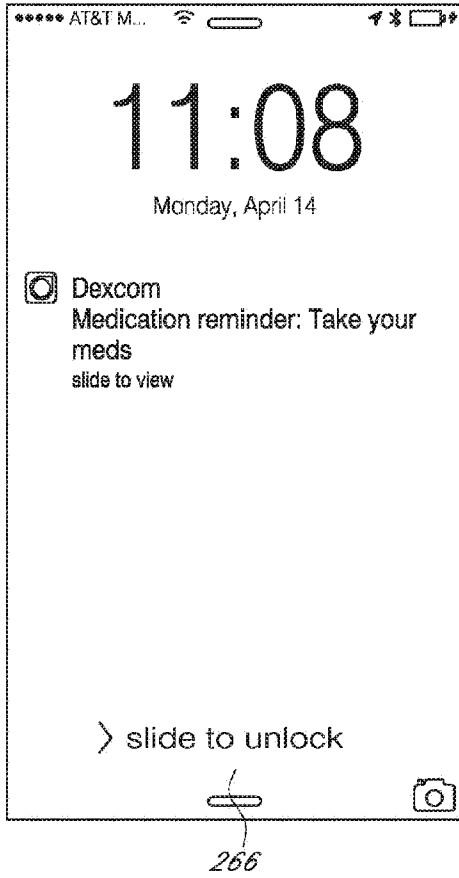 AT&T M...
11:08
Monday, April 14
Dexcom
Medication reminder: Take your
meds
slide to view
> slide to unlock
266